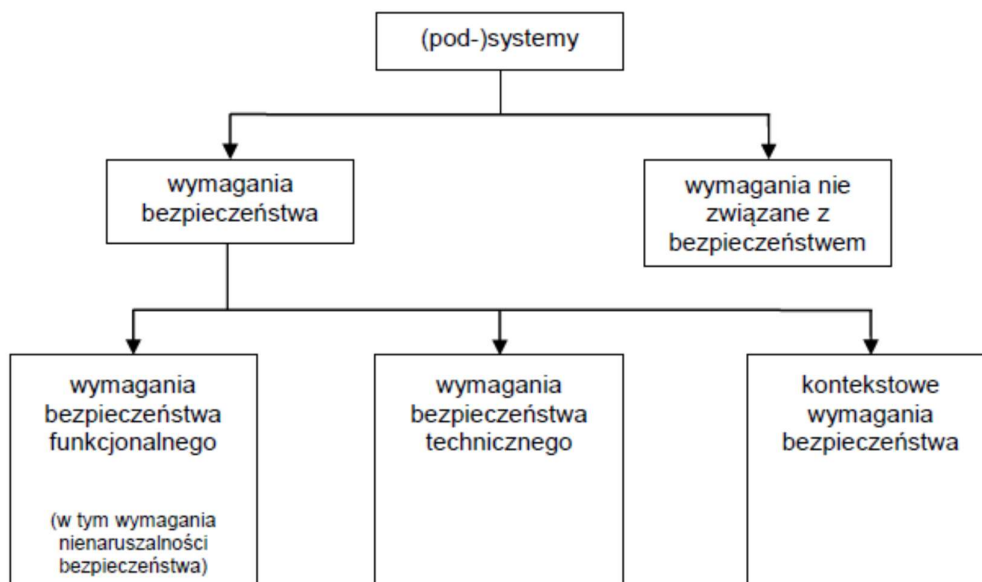 (pod-)systemy
wymagania
bezpieczeństwa
wymagania nie
związane z
bezpieczeństwem
wymagania
bezpieczeństwa
funkcjonalnego
(w tym wymagania
nienaruszalności
bezpieczeństwa)
wymagania
bezpieczeństwa
technicznego
kontekstowe
wymagania
bezpieczeństwa